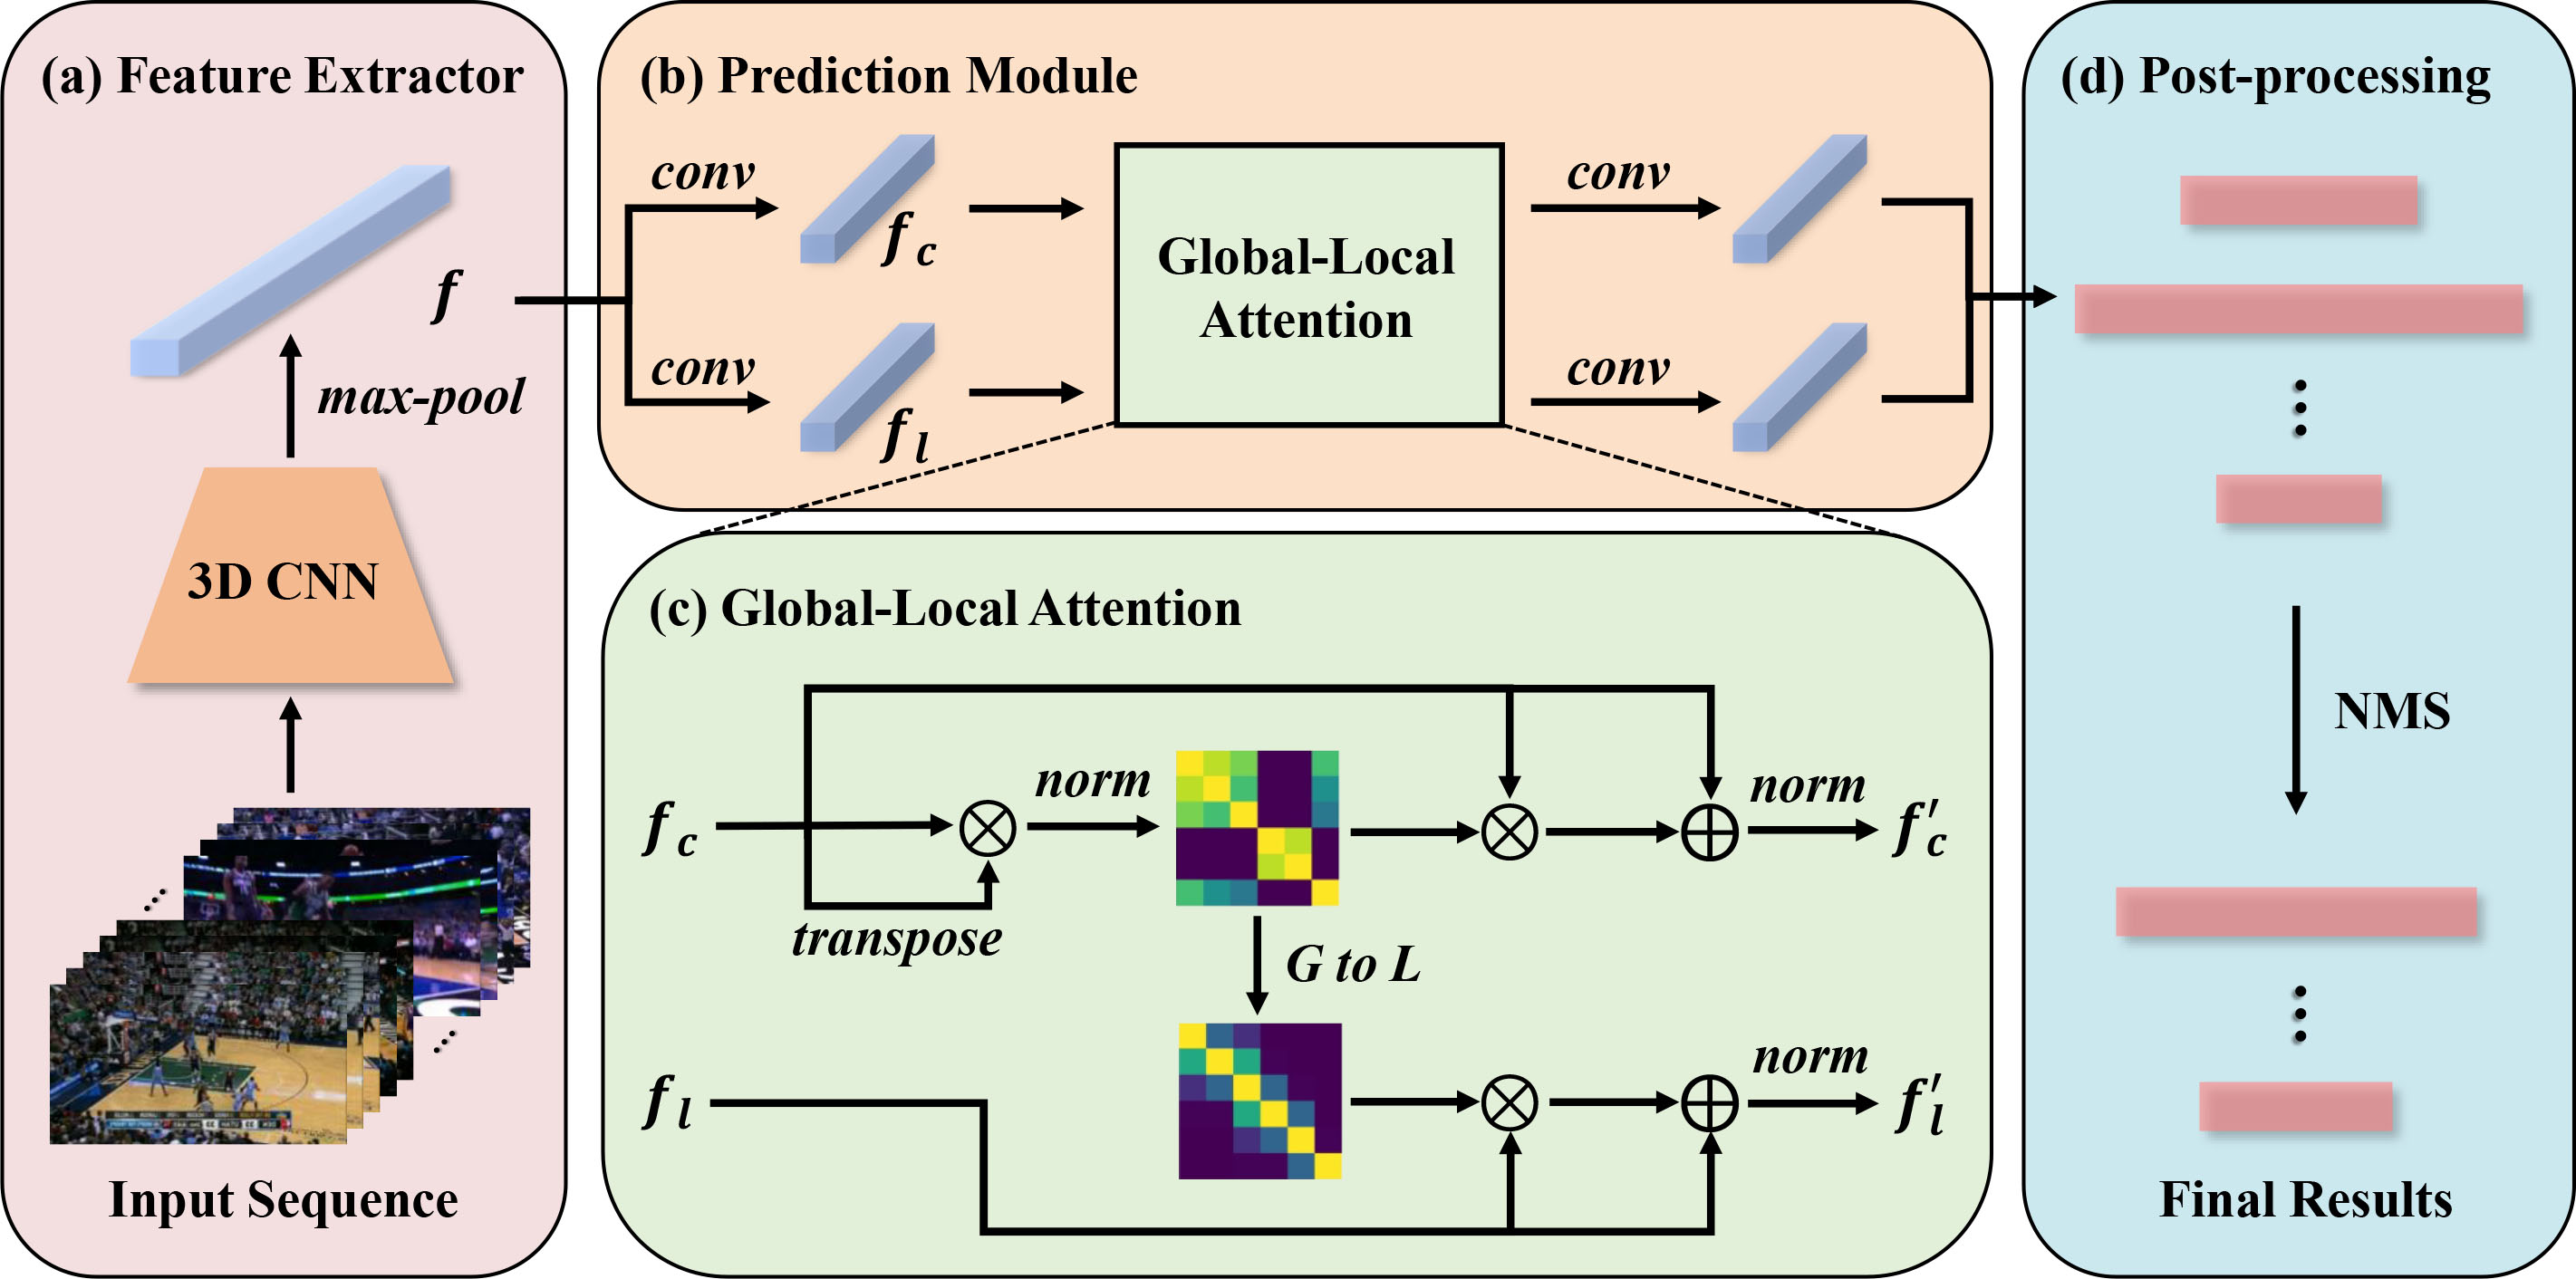 (a) Feature Extractor
f
max-pool
3D CNN
Input Sequence
(b) Prediction Module
conv
f_c
conv
f_l
Global-Local
Attention
conv
conv
(c) Global-Local Attention
f_c
transpose
norm
norm
f'_c
G to L
f_l
norm
f'_l
(d) Post-processing
NMS
Final Results